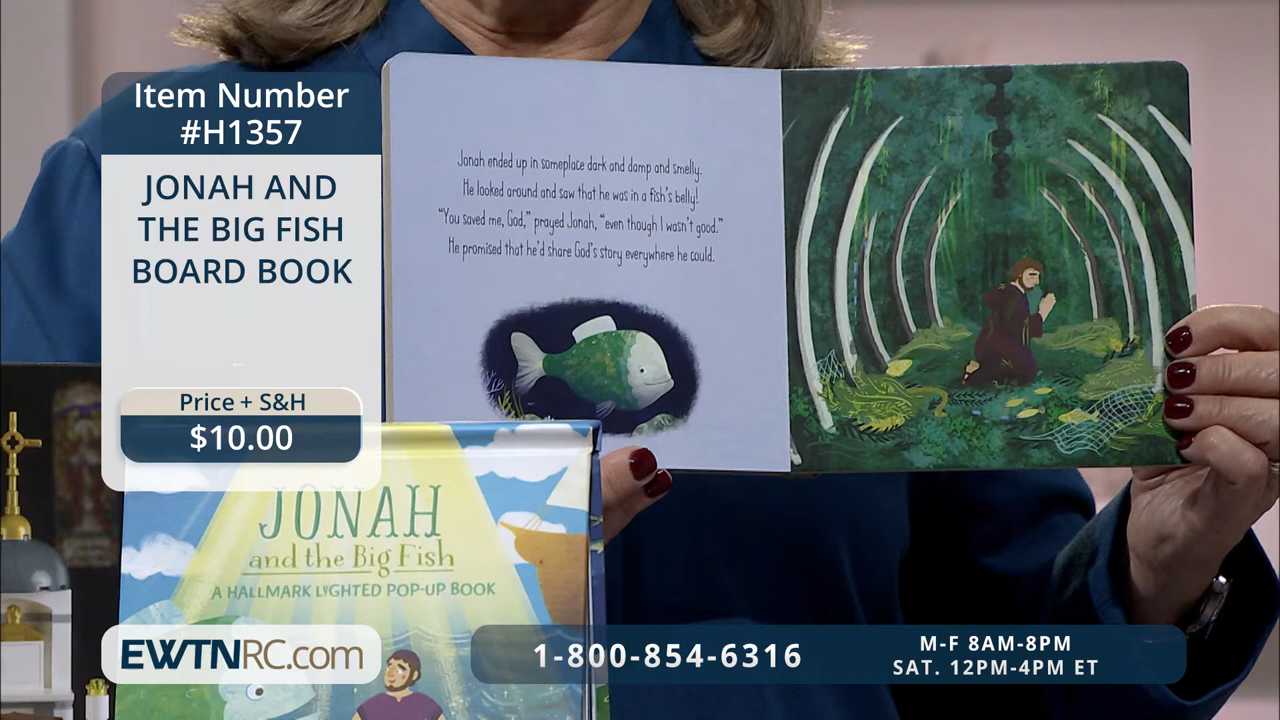 Item Number
#H1357
JONAH AND
THE BIG FISH
BOARD BOOK
Price + S&H
$10.00
Jonah ended up in someplace dark and damp and smelly.
He looked around and saw that he was in a fish's belly!
"You saved me, God," prayed Jonah, "even though I wasn't good."
He promised that he'd share God's story everywhere he could.
JONAH
and the Big Fish
A HALLMARK LIGHTED POP-UP BOOK
EWTNRC.com
1-800-854-6316
M-F 8AM-8PM
SAT. 12PM-4PM ET